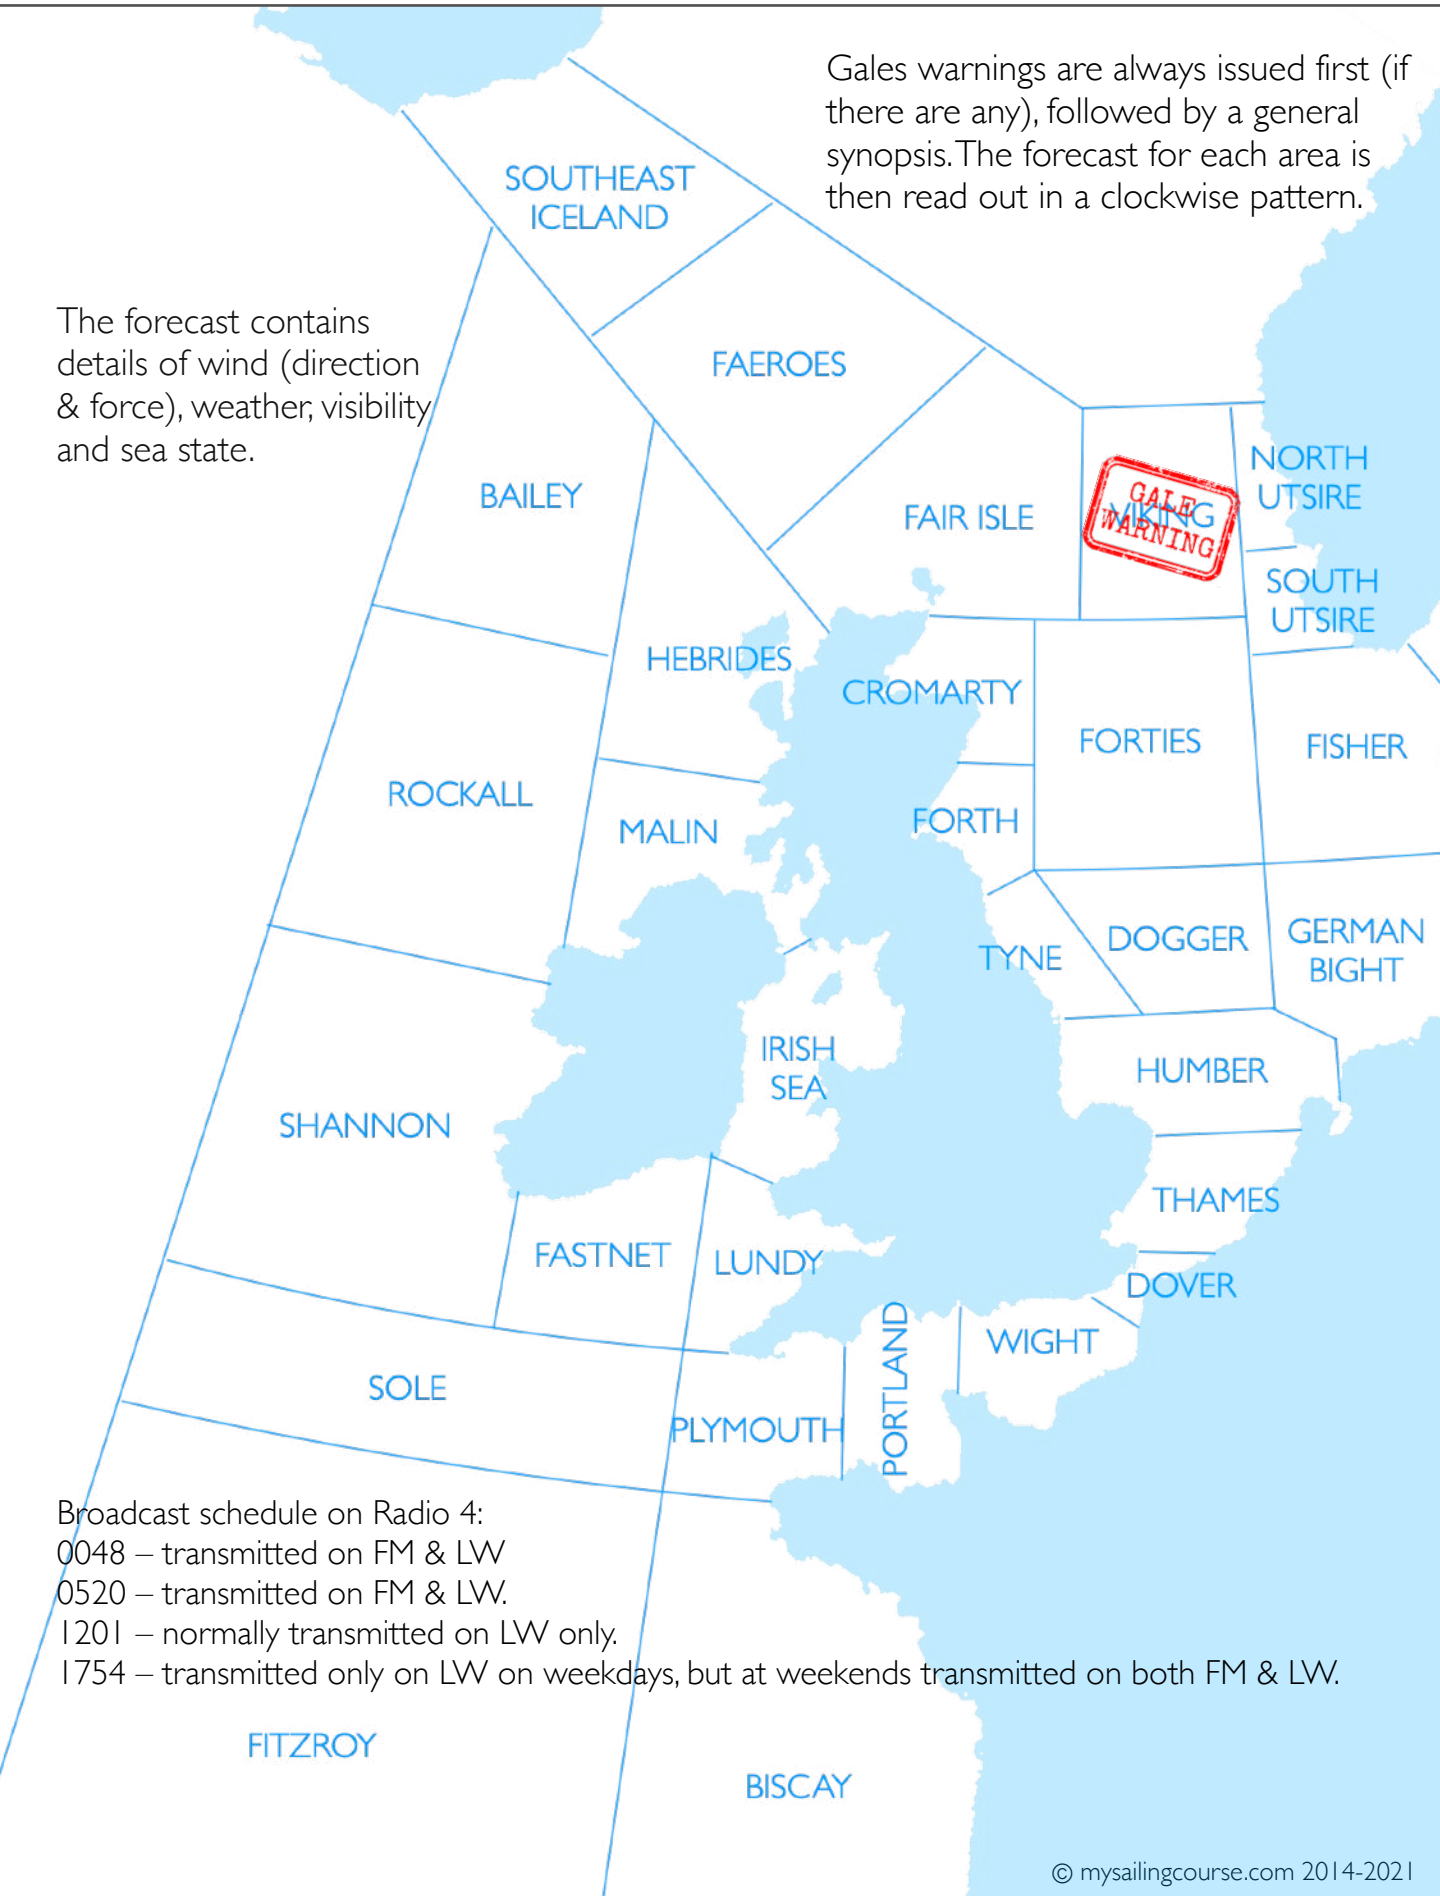 Gales warnings are always issued first (if
there are any), followed by a general
synopsis. The forecast for each area is
then read out in a clockwise pattern.
SOUTHEAST
ICELAND
The forecast contains
details of wind (direction
& force), weather, visibility
and sea state.
FAEROES
BAILEY
FAIR ISLE
VIKING
GALE
WARNING
NORTH
UTSIRE
SOUTH
UTSIRE
HEBRIDES
CROMARTY
FORTIES
FISHER
ROCKALL
MALIN
FORTH
TYNE
DOGGER
GERMAN
BIGHT
IRISH
SEA
HUMBER
SHANNON
THAMES
FASTNET
LUNDY
DOVER
PORTLAND
WIGHT
SOLE
PLYMOUTH
Broadcast schedule on Radio 4:
0048 – transmitted on FM & LW
0520 – transmitted on FM & LW.
1201 – normally transmitted on LW only.
1754 – transmitted only on LW on weekdays, but at weekends transmitted on both FM & LW.
FITZROY
BISCAY
© mysailingcourse.com 2014-2021